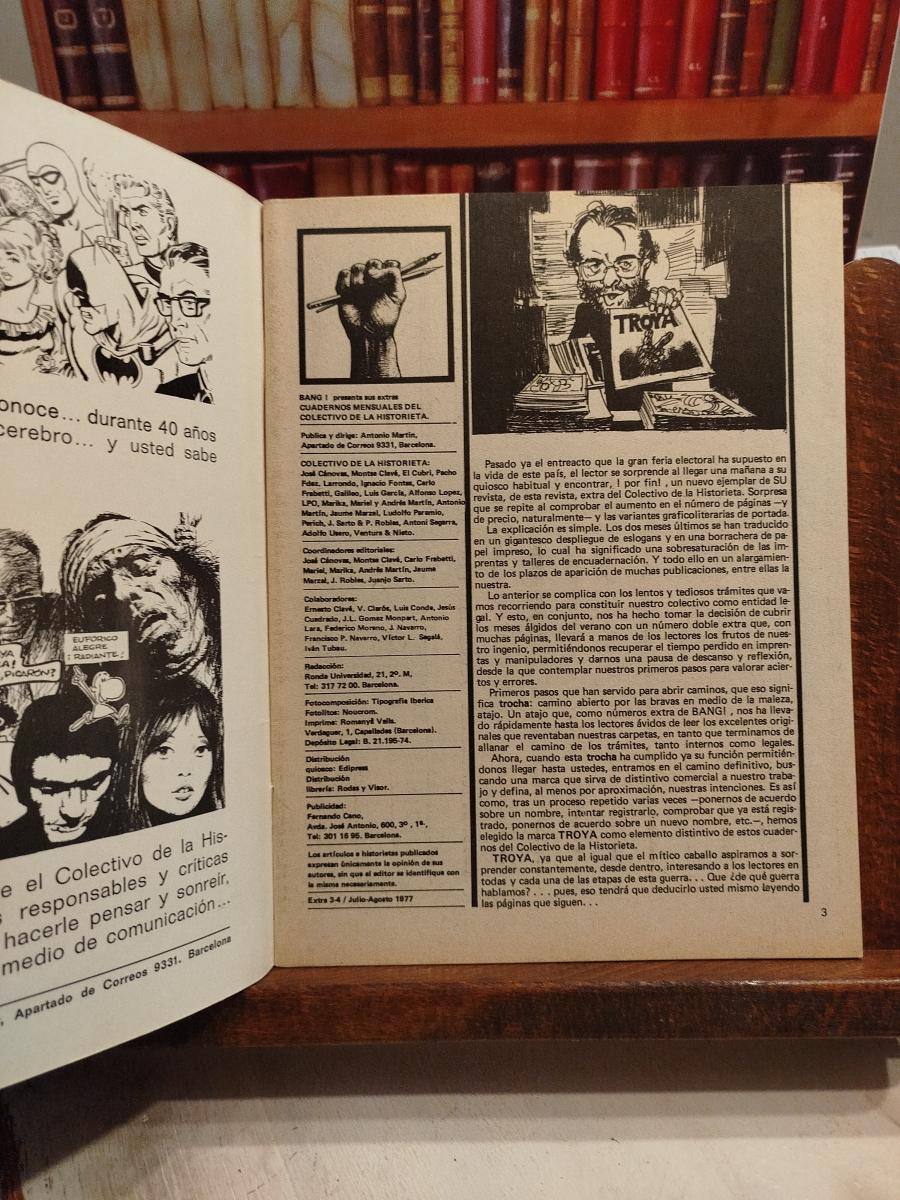 onoce... durante 40 años
cerebro... y usted sabe
EUFÓRICO
ALEGRE
¡RADIANTE!
PICARÓN?
e el Colectivo de la His-
responsables y críticas
hacerle pensar y sonreír,
medio de comunicación...
Apartado de Correos 9331. Barcelona
BANG ! presenta sus extras
CUADERNOS MENSUALES DEL
COLECTIVO DE LA HISTORIETA.
Publica y dirige: Antonio Martín,
Apartado de Correos 9331, Barcelona.
COLECTIVO DE LA HISTORIETA:
José Cánovas, Montse Clavé, El Cubri, Pacho
Fdez. Larrondo, Ignacio Fontes, Carlo
Frabetti, Galileo, Luis García, Alfonso Lopez,
LPO, Marika, Mariel y Andrés Martín, Antonio
Martín, Jaume Marzal, Ludolfo Paramio,
Perich, J. Sarto & P. Robles, Antoni Segarra,
Adolfo Usero, Ventura & Nieto.
Coordinadores editoriales:
José Cánovas, Montse Clavé, Carlo Frabetti,
Mariel, Marika, Andrés Martín, Jaume
Marzal, J. Robles, Juanjo Sarto.
Colaboradores:
Ernesto Clavé, V. Clarós, Luis Conde, Jesús
Cuadrado, J.L. Gomez Monpart, Antonio
Lara, Federico Moreno, J. Navarro,
Francisco P. Navarro, Víctor L. Segalá,
Iván Tubau.
Redacción:
Ronda Universidad, 21, 2º. M,
Tel: 317 72 00. Barcelona.
Fotocomposición: Tipografía Iberica
Fotolitos: Noucrom.
Imprime: Romanyá Valls.
Verdaguer, 1, Capellades (Barcelona).
Depósito Legal: B. 21.195-74.
Distribución
quiosco: Edipress
Distribución
librería: Rodas y Visor.
Publicidad:
Fernando Cano,
Avda. José Antonio, 600, 3º , 1ª.,
Tel: 301 16 95. Barcelona.
Los artículos e historietas publicados
expresan únicamente la opinión de sus
autores, sin que el editor se identifique con
la misma necesariamente.
Extra 3-4 / Julio-Agosto 1977
TROYA
Pasado ya el entreacto que la gran feria electoral ha supuesto en
la vida de este país, el lector se sorprende al llegar una mañana a su
quiosco habitual y encontrar, ! por fin! , un nuevo ejemplar de SU
revista, de esta revista, extra del Colectivo de la Historieta. Sorpresa
que se repite al comprobar el aumento en el número de páginas —y
de precio, naturalmente— y las variantes graficoliterarias de portada.
La explicación es simple. Los dos meses últimos se han traducido
en un gigantesco despliegue de eslogans y en una borrachera de pa-
pel impreso, lo cual ha significado una sobresaturación de las im-
prentas y talleres de encuadernación. Y todo ello en un alargamien-
to de los plazos de aparición de muchas publicaciones, entre ellas la
nuestra.
Lo anterior se complica con los lentos y tediosos trámites que va-
mos recorriendo para constituir nuestro colectivo como entidad le-
gal. Y esto, en conjunto, nos ha hecho tomar la decisión de cubrir
los meses álgidos del verano con un número doble extra que, con
muchas páginas, llevará a manos de los lectores los frutos de nues-
tro ingenio, permitiéndonos recuperar el tiempo perdido en impren-
tas y manipuladores y darnos una pausa de descanso y reflexión,
desde la que contemplar nuestros primeros pasos para valorar acier-
tos y errores.
Primeros pasos que han servido para abrir caminos, que eso signi-
fica trocha: camino abierto por las bravas en medio de la maleza,
atajo. Un atajo que, como números extra de BANG! , nos ha lleva-
do rápidamente hasta los lectores ávidos de leer los excelentes origi-
nales que reventaban nuestras carpetas, en tanto que terminamos de
allanar el camino de los trámites, tanto internos como legales.
Ahora, cuando esta trocha ha cumplido ya su función permitién-
donos llegar hasta ustedes, entramos en el camino definitivo, bus-
cando una marca que sirva de distintivo comercial a nuestro traba-
jo y defina, al menos por aproximación, nuestras intenciones. Es así
como, tras un proceso repetido varias veces —ponernos de acuerdo
sobre un nombre, intentar registrarlo, comprobar que ya está regis-
trado, ponernos de acuerdo sobre un nuevo nombre, etc.—, hemos
elegido la marca TROYA como elemento distintivo de estos cuader-
nos del Colectivo de la Historieta.
TROYA, ya que al igual que el mítico caballo aspiramos a sor-
prender constantemente, desde dentro, interesando a los lectores en
todas y cada una de las etapas de esta guerra. . . Que ¿de qué guerra
hablamos? . . . pues, eso tendrá que deducirlo usted mismo leyendo
las páginas que siguen. . .
3